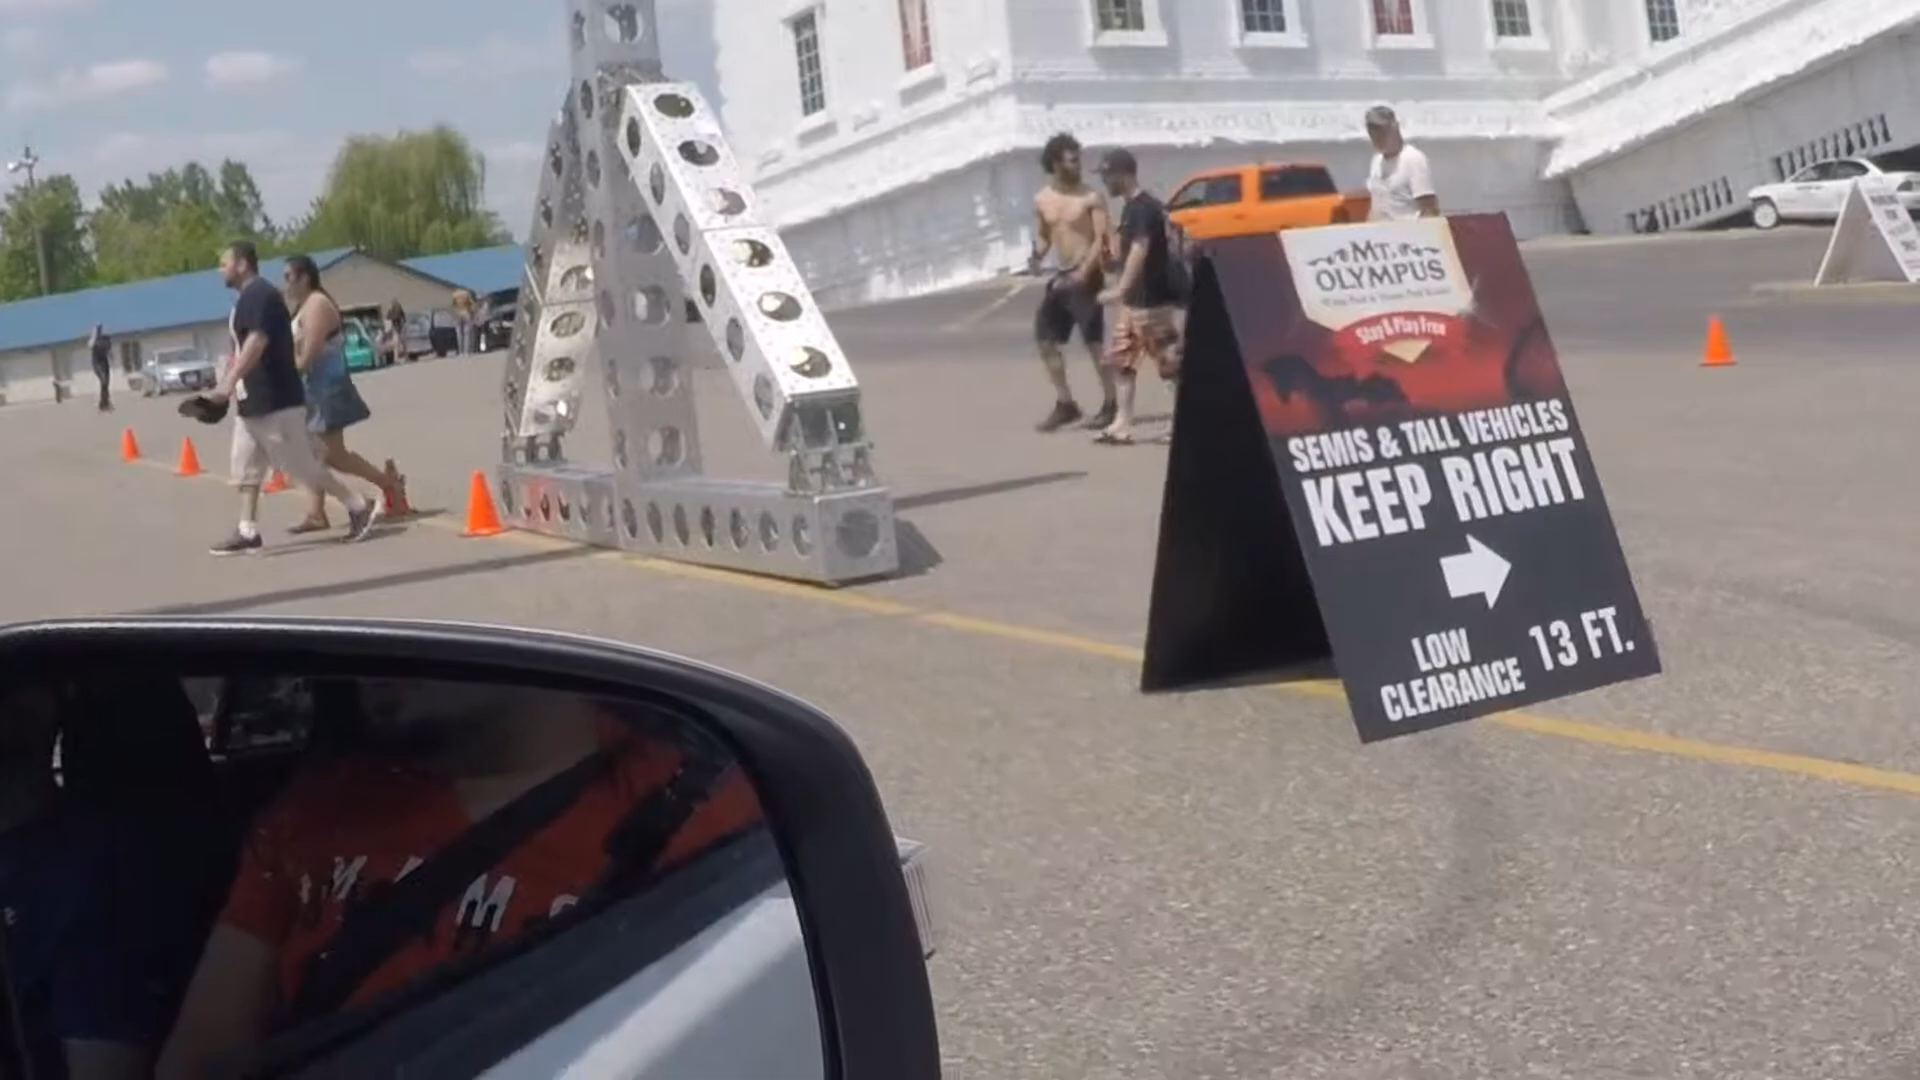 MT.
OLYMPUS
Stay & Play Free
SEMIS & TALL VEHICLES
KEEP RIGHT
LOW
CLEARANCE
13 FT.